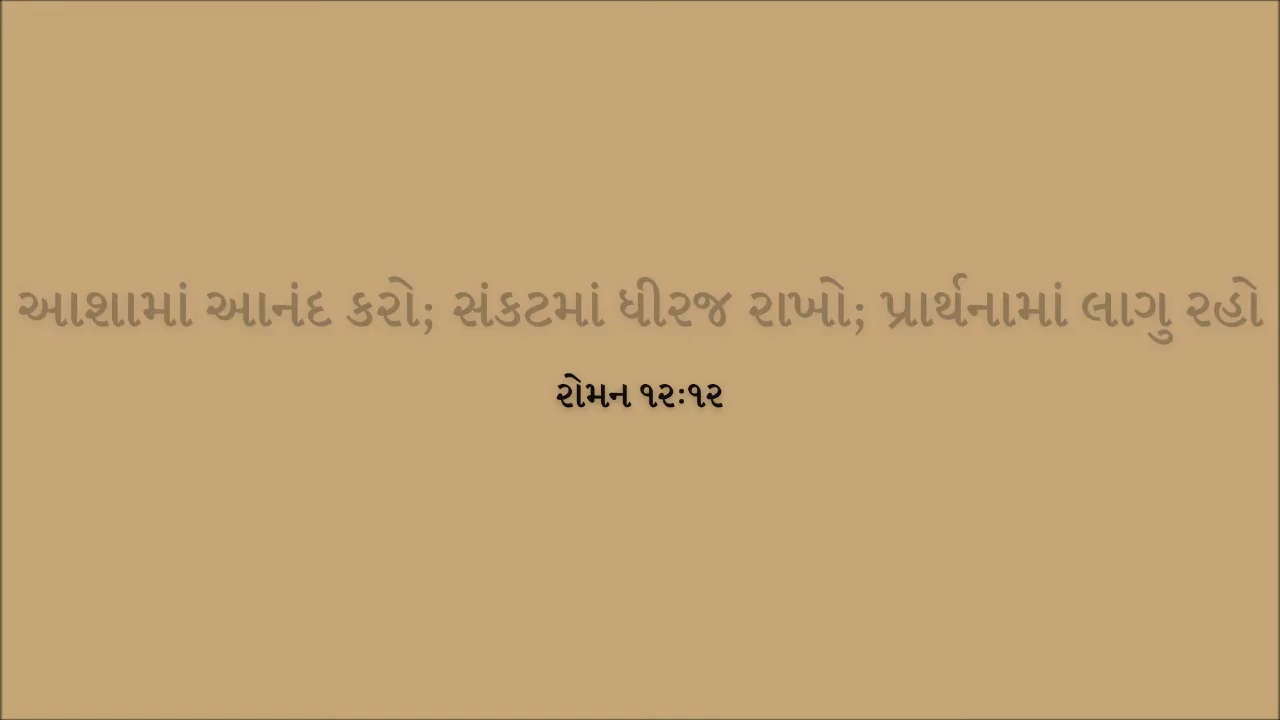 આશામાં આનંદ કરો; સંકટમાં ધીરજ રાખો; પ્રાર્થનામાં લાગુ રહો
રોમન ૧૨:૧૨